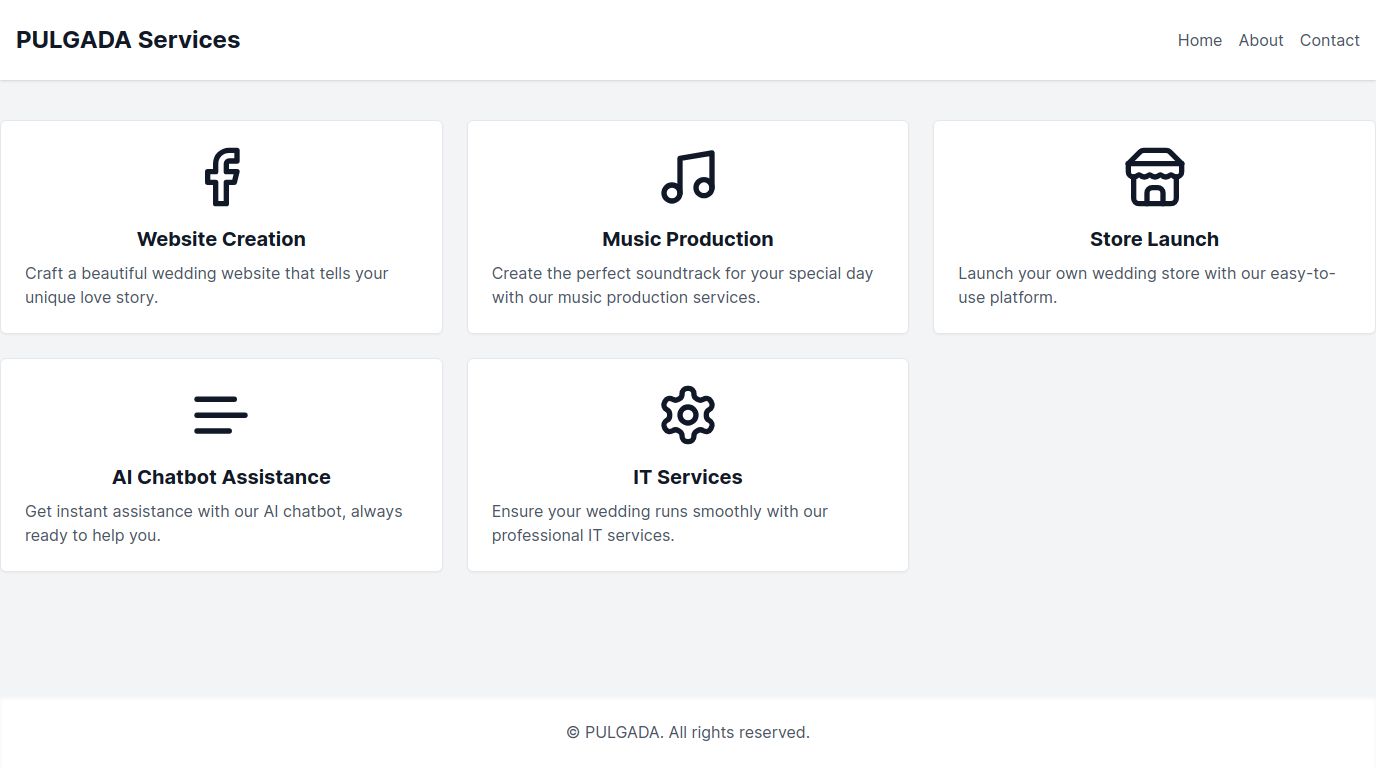 PULGADA Services
Home About Contact
Website Creation
Craft a beautiful wedding website that tells your
unique love story.
Music Production
Create the perfect soundtrack for your special day
with our music production services.
Store Launch
Launch your own wedding store with our easy-to-
use platform.
AI Chatbot Assistance
Get instant assistance with our AI chatbot, always
ready to help you.
IT Services
Ensure your wedding runs smoothly with our
professional IT services.
© PULGADA. All rights reserved.